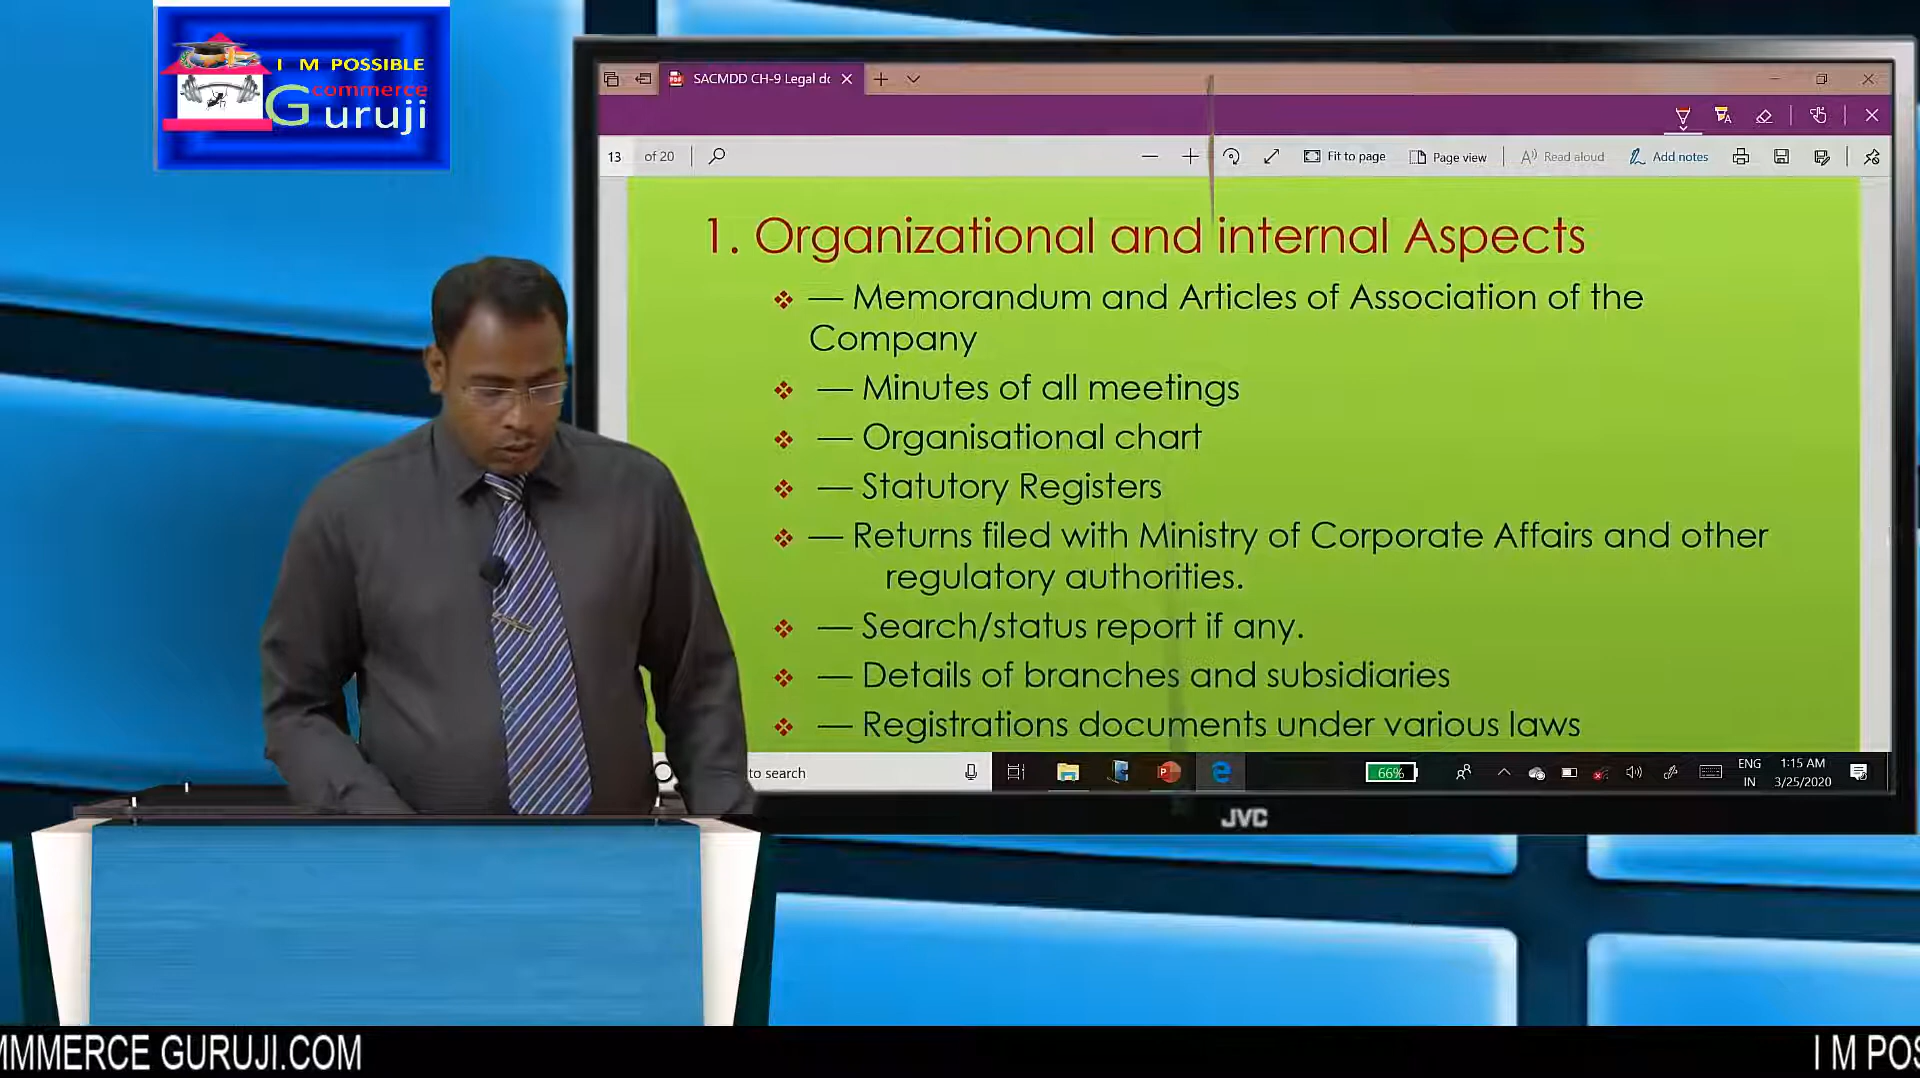 I M POSSIBLE
commerce
Guruji
SACMDD CH-9 Legal dc
13 of 20
Fit to page
Page view
Read aloud
Add notes
1. Organizational and internal Aspects
❖ — Memorandum and Articles of Association of the
Company
❖ — Minutes of all meetings
❖ — Organisational chart
❖ — Statutory Registers
❖ — Returns filed with Ministry of Corporate Affairs and other
regulatory authorities.
❖ — Search/status report if any.
❖ — Details of branches and subsidiaries
❖ — Registrations documents under various laws
to search
66%
ENG
IN
1:15 AM
3/25/2020
JVC
MMMERCE GURUJI.COM
I M POS